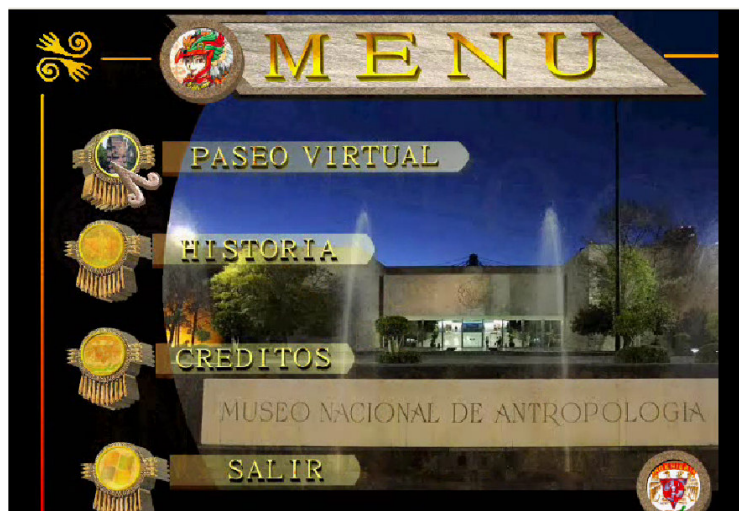 MENU
PASEO VIRTUAL
HISTORIA
CREDITOS
MUSEO NACIONAL DE ANTROPOLOGIA
SALIR